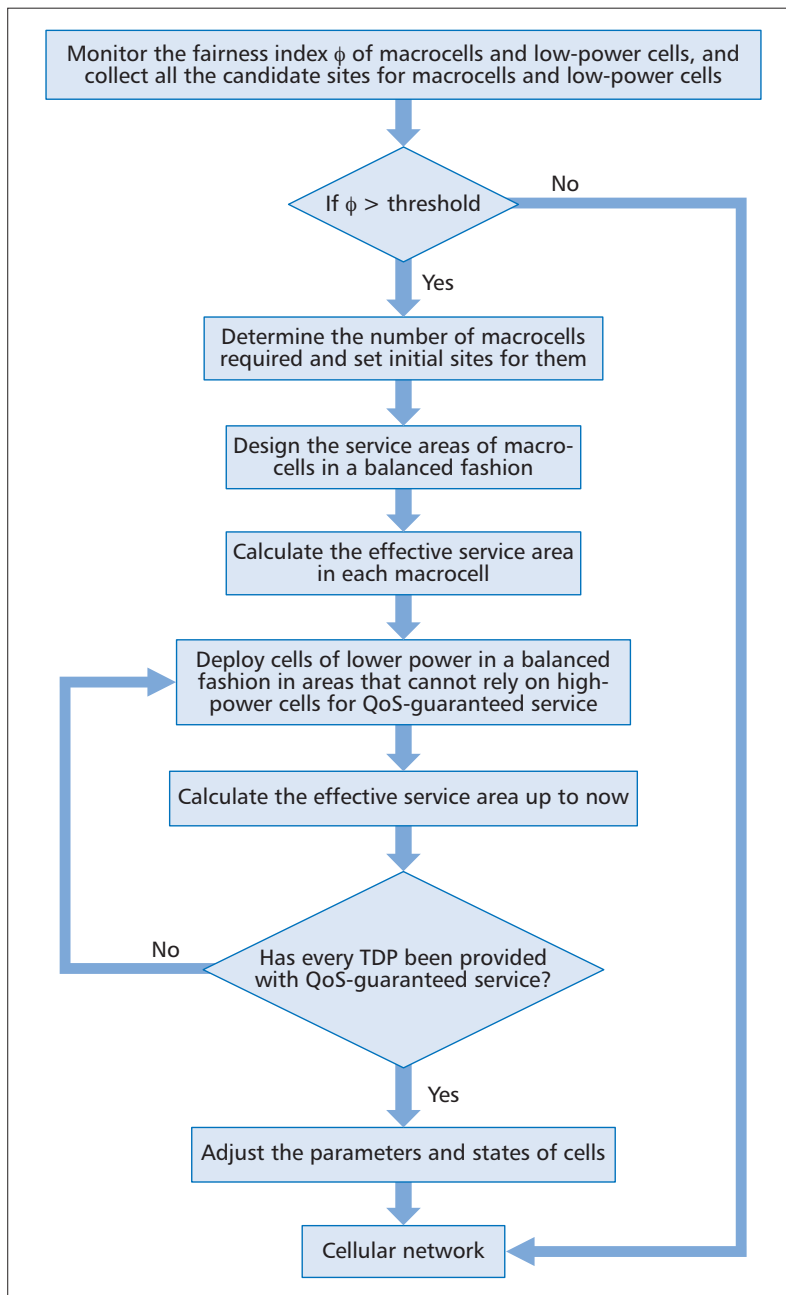 Monitor the fairness index ϕ of macrocells and low-power cells, and
collect all the candidate sites for macrocells and low-power cells
If ϕ > threshold
No
Yes
Determine the number of macrocells
required and set initial sites for them
Design the service areas of macro-
cells in a balanced fashion
Calculate the effective service area
in each macrocell
Deploy cells of lower power in a balanced
fashion in areas that cannot rely on high-
power cells for QoS-guaranteed service
Calculate the effective service area up to now
Has every TDP been provided
with QoS-guaranteed service?
No
Yes
Adjust the parameters and states of cells
Cellular network